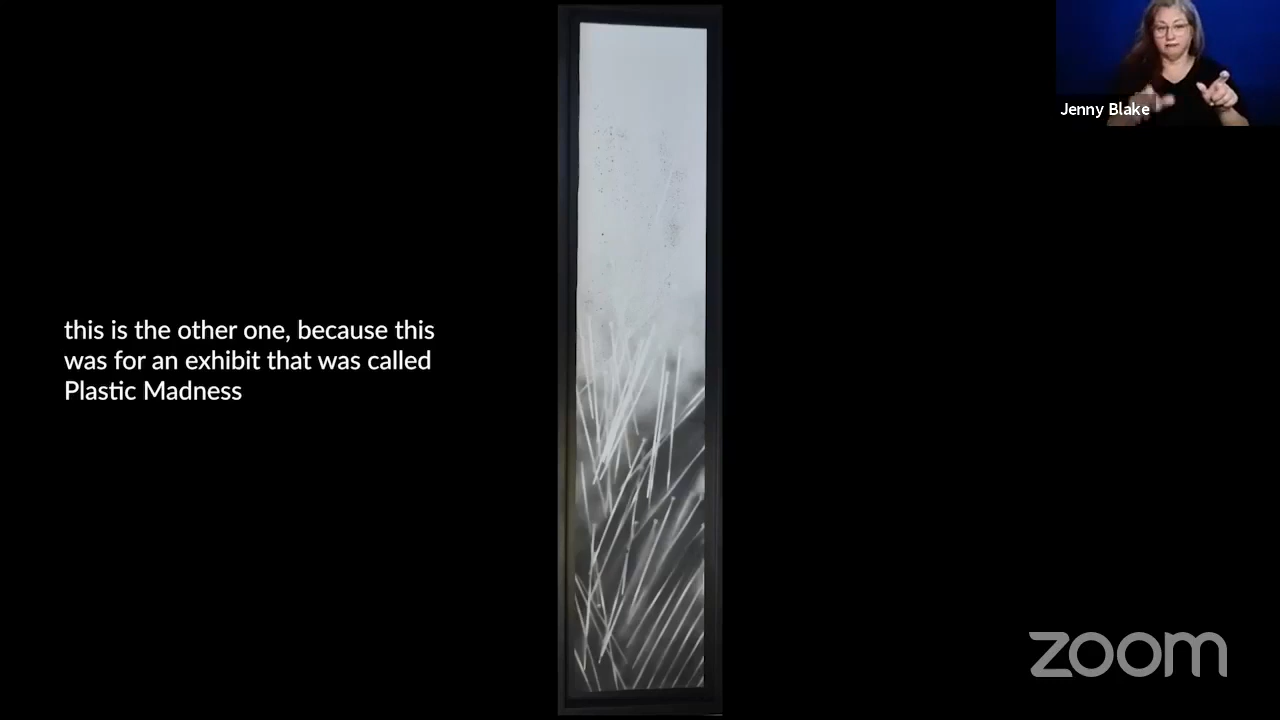 Jenny Blake
this is the other one, because this
was for an exhibit that was called
Plastic Madness
zoom